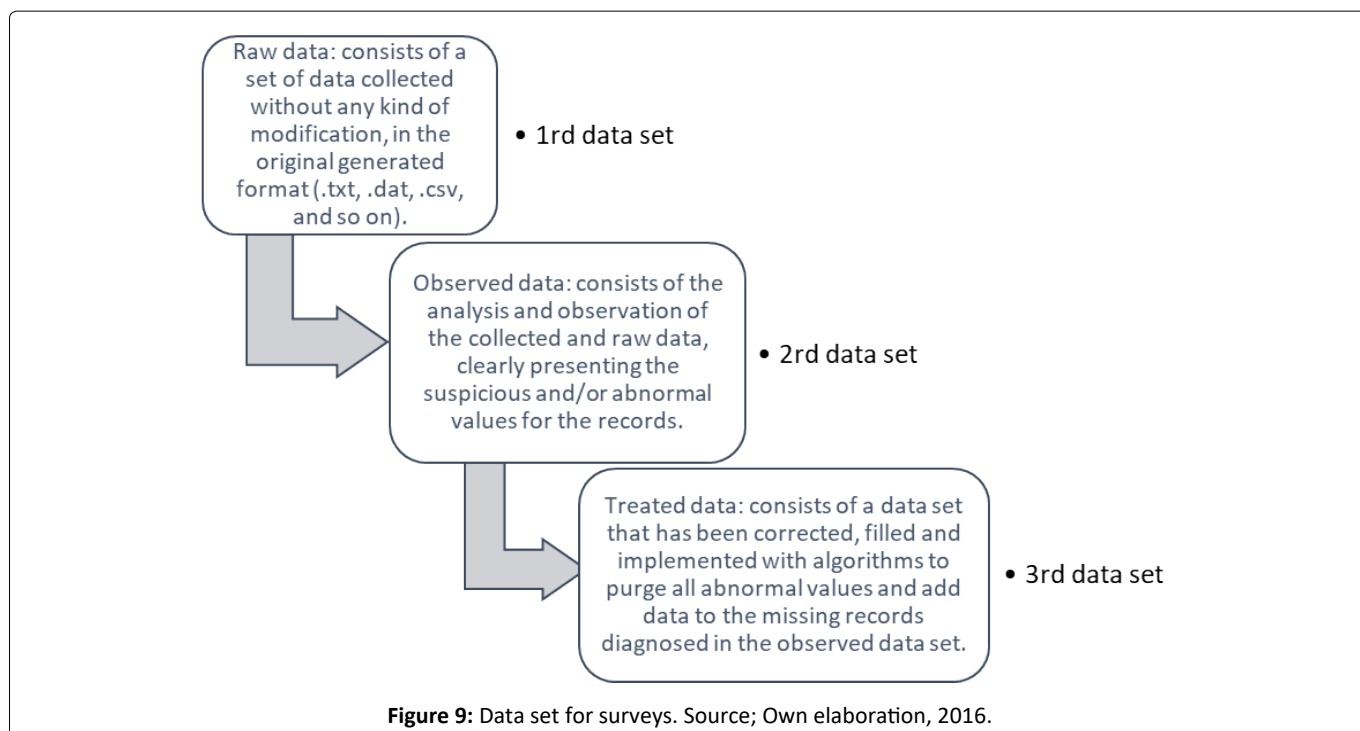 Raw data: consists of a
set of data collected
without any kind of
modification, in the
original generated
format (.txt, .dat, .csv,
and so on).
• 1rd data set
Observed data: consists of the
analysis and observation of
the collected and raw data,
clearly presenting the
suspicious and/or abnormal
values for the records.
• 2rd data set
Treated data: consists of a data set
that has been corrected, filled and
implemented with algorithms to
purge all abnormal values and add
data to the missing records
diagnosed in the observed data set.
• 3rd data set
Figure 9: Data set for surveys. Source; Own elaboration, 2016.